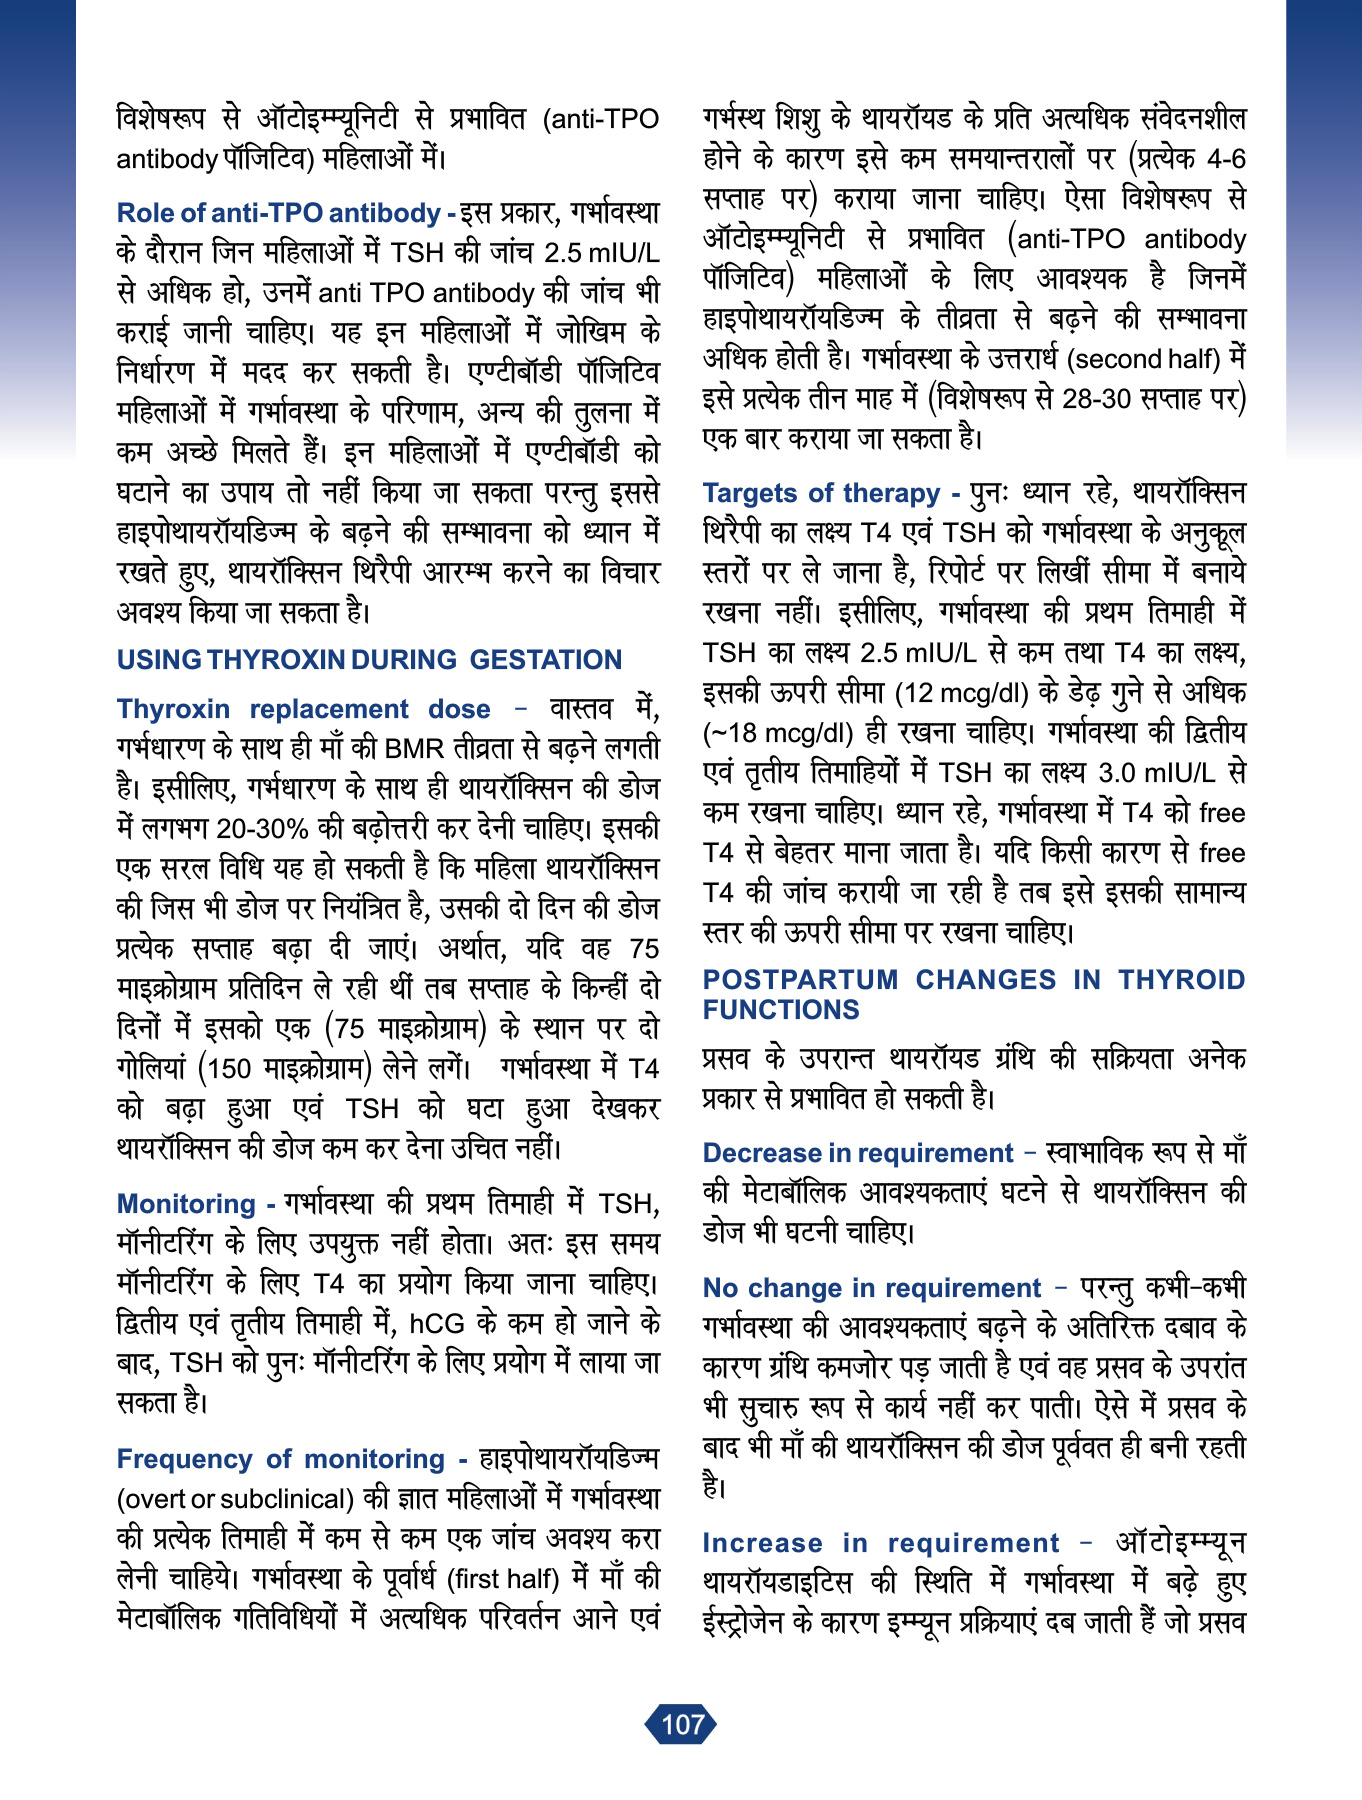 विशेषरूप से ऑटोइम्म्यूनिटी से प्रभावित (anti-TPO
antibody पॉजिटिव) महिलाओं में।
Role of anti-TPO antibody - इस प्रकार, गर्भावस्था
के दौरान जिन महिलाओं में TSH की जांच 2.5 mIU/L
से अधिक हो, उनमें anti TPO antibody की जांच भी
कराई जानी चाहिए। यह इन महिलाओं में जोखिम के
निर्धारण में मदद कर सकती है। एण्टीबॉडी पॉजिटिव
महिलाओं में गर्भावस्था के परिणाम, अन्य की तुलना में
कम अच्छे मिलते हैं। इन महिलाओं में एण्टीबॉडी को
घटाने का उपाय तो नहीं किया जा सकता परन्तु इससे
हाइपोथायरॉयडिज्म के बढ़ने की सम्भावना को ध्यान में
रखते हुए, थायरॉक्सिन थिरैपी आरम्भ करने का विचार
अवश्य किया जा सकता है।
USING THYROXIN DURING GESTATION
Thyroxin replacement dose – वास्तव में,
गर्भधारण के साथ ही माँ की BMR तीव्रता से बढ़ने लगती
है। इसीलिए, गर्भधारण के साथ ही थायरॉक्सिन की डोज
में लगभग 20-30% की बढ़ोत्तरी कर देनी चाहिए। इसकी
एक सरल विधि यह हो सकती है कि महिला थायरॉक्सिन
की जिस भी डोज पर नियंत्रित है, उसकी दो दिन की डोज
प्रत्येक सप्ताह बढ़ा दी जाएं। अर्थात, यदि वह 75
माइक्रोग्राम प्रतिदिन ले रही थीं तब सप्ताह के किन्हीं दो
दिनों में इसको एक (75 माइक्रोग्राम) के स्थान पर दो
गोलियां (150 माइक्रोग्राम) लेने लगें। गर्भावस्था में T4
को बढ़ा हुआ एवं TSH को घटा हुआ देखकर
थायरॉक्सिन की डोज कम कर देना उचित नहीं।
Monitoring - गर्भावस्था की प्रथम तिमाही में TSH,
मॉनीटरिंग के लिए उपयुक्त नहीं होता। अतः इस समय
मॉनीटरिंग के लिए T4 का प्रयोग किया जाना चाहिए।
द्वितीय एवं तृतीय तिमाही में, hCG के कम हो जाने के
बाद, TSH को पुनः मॉनीटरिंग के लिए प्रयोग में लाया जा
सकता है।
Frequency of monitoring - हाइपोथायरॉयडिज्म
(overt or subclinical) की ज्ञात महिलाओं में गर्भावस्था
की प्रत्येक तिमाही में कम से कम एक जांच अवश्य करा
लेनी चाहिये। गर्भावस्था के पूर्वार्ध (first half) में माँ की
मेटाबॉलिक गतिविधियों में अत्यधिक परिवर्तन आने एवं
गर्भस्थ शिशु के थायरॉयड के प्रति अत्यधिक संवेदनशील
होने के कारण इसे कम समयान्तरालों पर (प्रत्येक 4-6
सप्ताह पर) कराया जाना चाहिए। ऐसा विशेषरूप से
ऑटोइम्म्यूनिटी से प्रभावित (anti-TPO antibody
पॉजिटिव) महिलाओं के लिए आवश्यक है जिनमें
हाइपोथायरॉयडिज्म के तीव्रता से बढ़ने की सम्भावना
अधिक होती है। गर्भावस्था के उत्तरार्ध (second half) में
इसे प्रत्येक तीन माह में (विशेषरूप से 28-30 सप्ताह पर)
एक बार कराया जा सकता है।
Targets of therapy - पुनः ध्यान रहे, थायरॉक्सिन
थिरैपी का लक्ष्य T4 एवं TSH को गर्भावस्था के अनुकूल
स्तरों पर ले जाना है, रिपोर्ट पर लिखीं सीमा में बनाये
रखना नहीं। इसीलिए, गर्भावस्था की प्रथम तिमाही में
TSH का लक्ष्य 2.5 mIU/L से कम तथा T4 का लक्ष्य,
इसकी ऊपरी सीमा (12 mcg/dl) के डेढ़ गुने से अधिक
(~18 mcg/dl) ही रखना चाहिए। गर्भावस्था की द्वितीय
एवं तृतीय तिमाहियों में TSH का लक्ष्य 3.0 mIU/L से
कम रखना चाहिए। ध्यान रहे, गर्भावस्था में T4 को free
T4 से बेहतर माना जाता है। यदि किसी कारण से free
T4 की जांच करायी जा रही है तब इसे इसकी सामान्य
स्तर की ऊपरी सीमा पर रखना चाहिए।
POSTPARTUM CHANGES IN THYROID
FUNCTIONS
प्रसव के उपरान्त थायरॉयड ग्रंथि की सक्रियता अनेक
प्रकार से प्रभावित हो सकती है।
Decrease in requirement – स्वाभाविक रूप से माँ
की मेटाबॉलिक आवश्यकताएं घटने से थायरॉक्सिन की
डोज भी घटनी चाहिए।
No change in requirement – परन्तु कभी-कभी
गर्भावस्था की आवश्यकताएं बढ़ने के अतिरिक्त दबाव के
कारण ग्रंथि कमजोर पड़ जाती है एवं वह प्रसव के उपरांत
भी सुचारु रूप से कार्य नहीं कर पाती। ऐसे में प्रसव के
बाद भी माँ की थायरॉक्सिन की डोज पूर्ववत ही बनी रहती
है।
Increase in requirement – ऑटोइम्म्यून
थायरॉयडाइटिस की स्थिति में गर्भावस्था में बढ़े हुए
ईस्ट्रोजेन के कारण इम्म्यून प्रक्रियाएं दब जाती हैं जो प्रसव
107